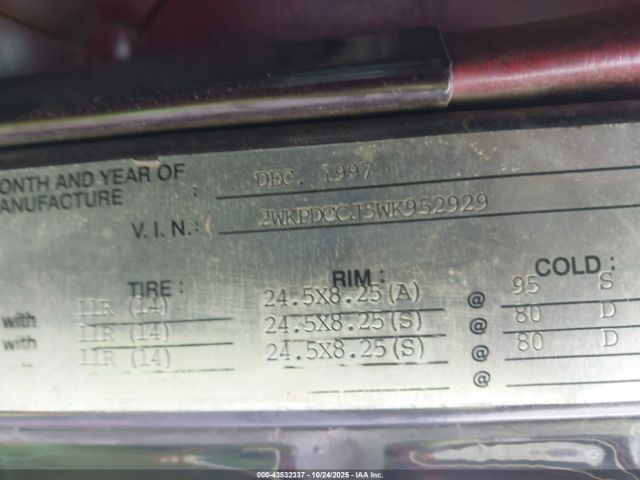 ONTH AND YEAR OF
ANUFACTURE : DEC. 1997
V.I.N.: 2WKPDCCJ5WK952929
TIRE: RIM: COLD:
with 11R (14) 24.5X8.25(A) @ 95 S
with 11R (14) 24.5X8.25(S) @ 80 D
11R (14) 24.5X8.25(S) @ 80 D
@
000-43532337 - 10/24/2025 - IAA Inc.